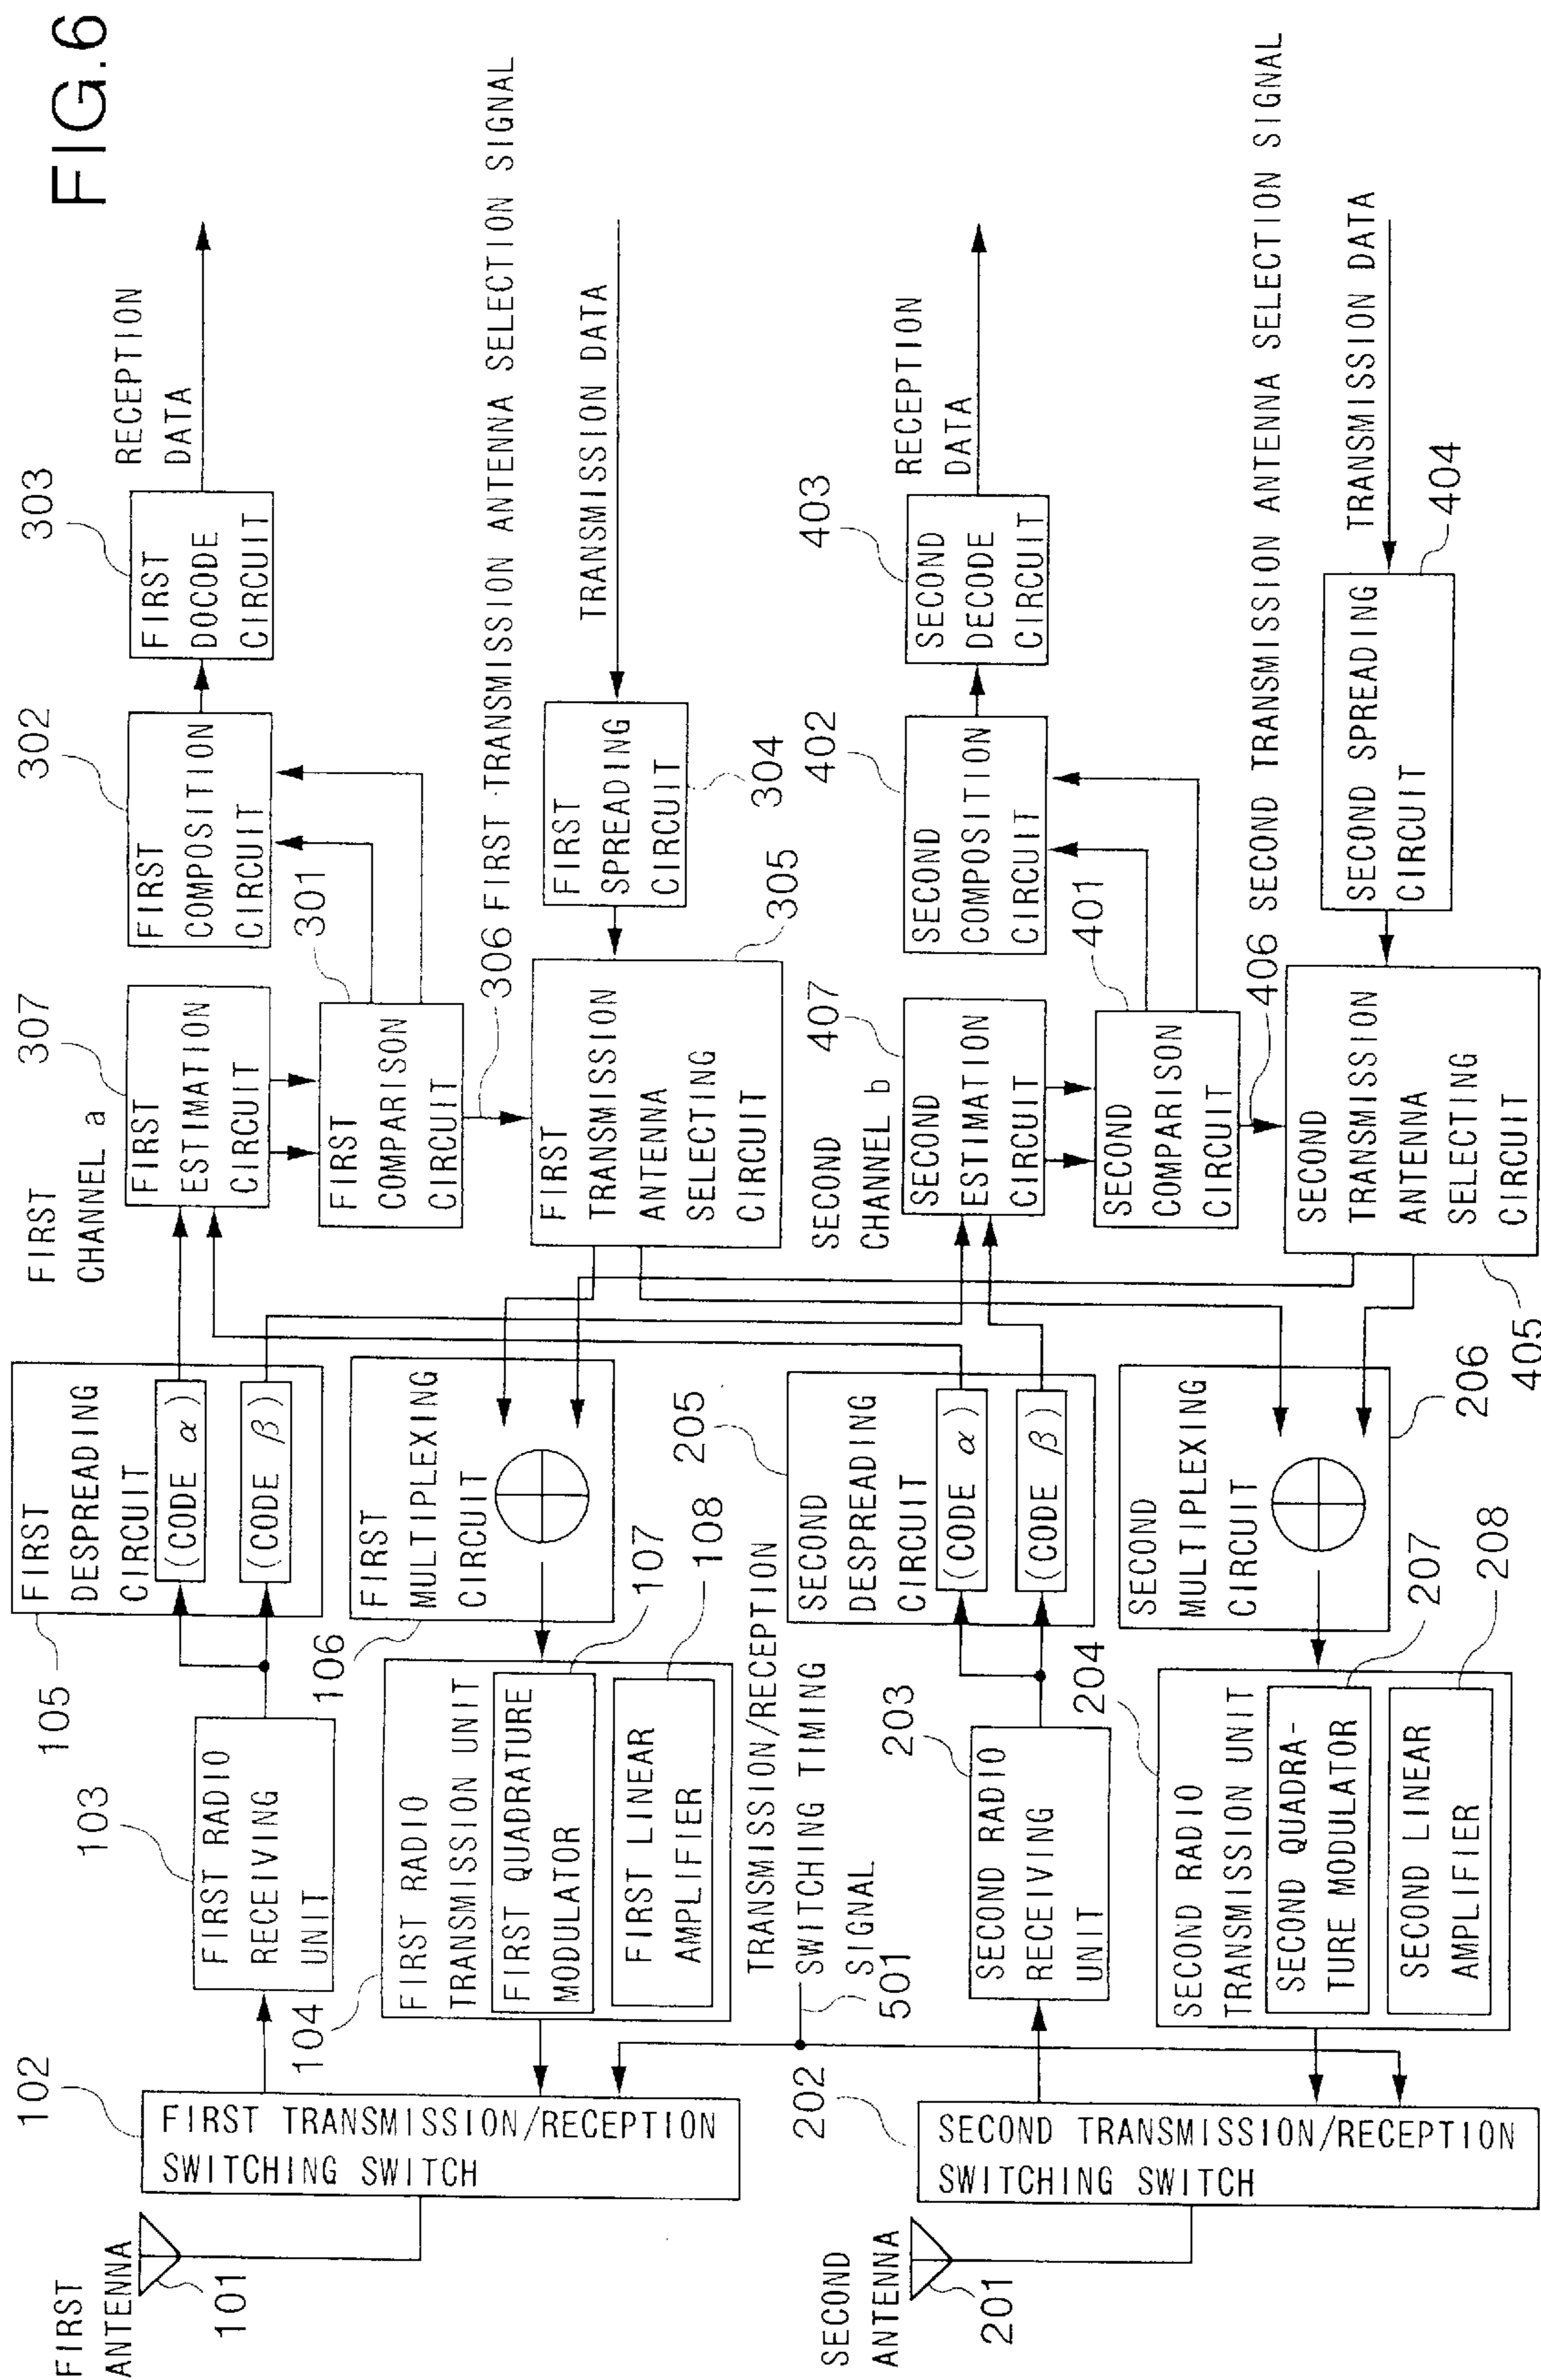 FIG.6
FIRST
ANTENNA
101
102
FIRST TRANSMISSION/RECEPTION
SWITCHING SWITCH
103
FIRST RADIO
RECEIVING
UNIT
104
FIRST RADIO
TRANSMISSION UNIT
FIRST QUADRATURE
MODULATOR
107
FIRST LINEAR
AMPLIFIER
108
105
FIRST
DESPREADING
CIRCUIT
(CODE α)
(CODE β)
106
FIRST
MULTIPLEXING
CIRCUIT
FIRST
CHANNEL a
307
FIRST
ESTIMATION
CIRCUIT
301
FIRST
COMPARISON
CIRCUIT
302
FIRST
COMPOSITION
CIRCUIT
303
FIRST
DOCODE
CIRCUIT
RECEPTION
DATA
306 FIRST TRANSMISSION ANTENNA SELECTION SIGNAL
FIRST
TRANSMISSION
ANTENNA
SELECTING
CIRCUIT
305
FIRST
SPREADING
CIRCUIT
304
TRANSMISSION DATA
TRANSMISSION/RECEPTION
SWITCHING TIMING
SIGNAL
501
SECOND
ANTENNA
201
202
SECOND TRANSMISSION/RECEPTION
SWITCHING SWITCH
203
SECOND RADIO
RECEIVING
UNIT
204
SECOND RADIO
TRANSMISSION UNIT
SECOND QUADRA-
TURE MODULATOR
207
SECOND LINEAR
AMPLIFIER
208
205
SECOND
DESPREADING
CIRCUIT
(CODE α)
(CODE β)
SECOND
MULTIPLEXING
CIRCUIT
206
SECOND
CHANNEL b
407
SECOND
ESTIMATION
CIRCUIT
401
SECOND
COMPARISON
CIRCUIT
402
SECOND
COMPOSITION
CIRCUIT
403
SECOND
DECODE
CIRCUIT
RECEPTION
DATA
406 SECOND TRANSMISSION ANTENNA SELECTION SIGNAL
SECOND
TRANSMISSION
ANTENNA
SELECTING
CIRCUIT
405
SECOND SPREADING
CIRCUIT
404
TRANSMISSION DATA